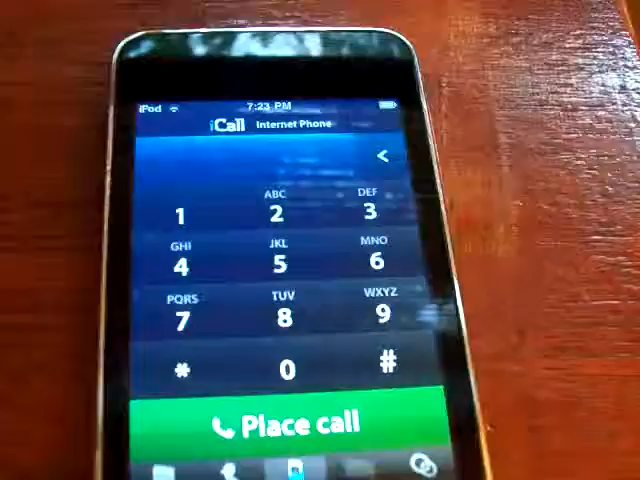 iPod 7:23 PM
iCall Internet Phone
<
ABC DEF
1 2 3
GHI JKL MNO
4 5 6
PQRS TUV WXYZ
7 8 9
* 0 #
Place call